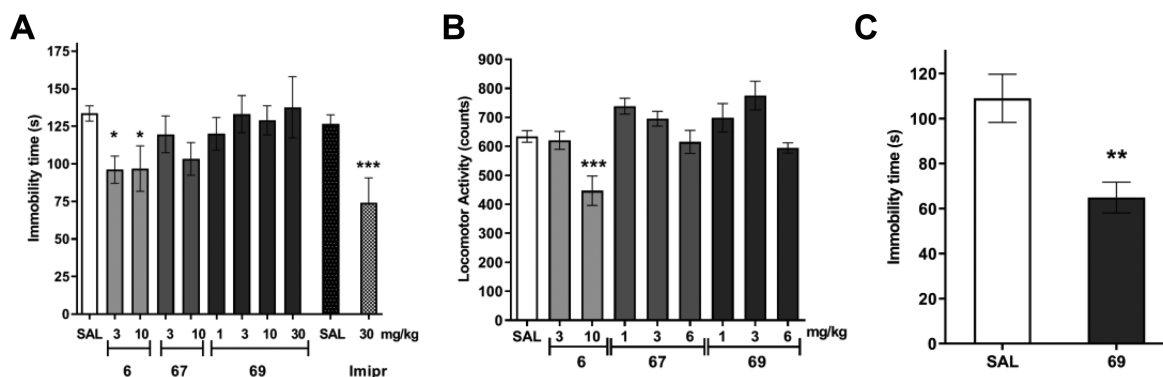 A
Immobility time (s)
175
150
125
100
75
50
25
0
* * ***
SAL 3 10 3 10 1 3 10 30 SAL 30 mg/kg
6 67 69 Imipr
B
Locomotor Activity (counts)
900
800
700
600
500
400
300
200
100
0
***
SAL 3 10 1 3 6 1 3 6 mg/kg
6 67 69
C
Immobility time (s)
120
100
80
60
40
20
0
**
SAL 69